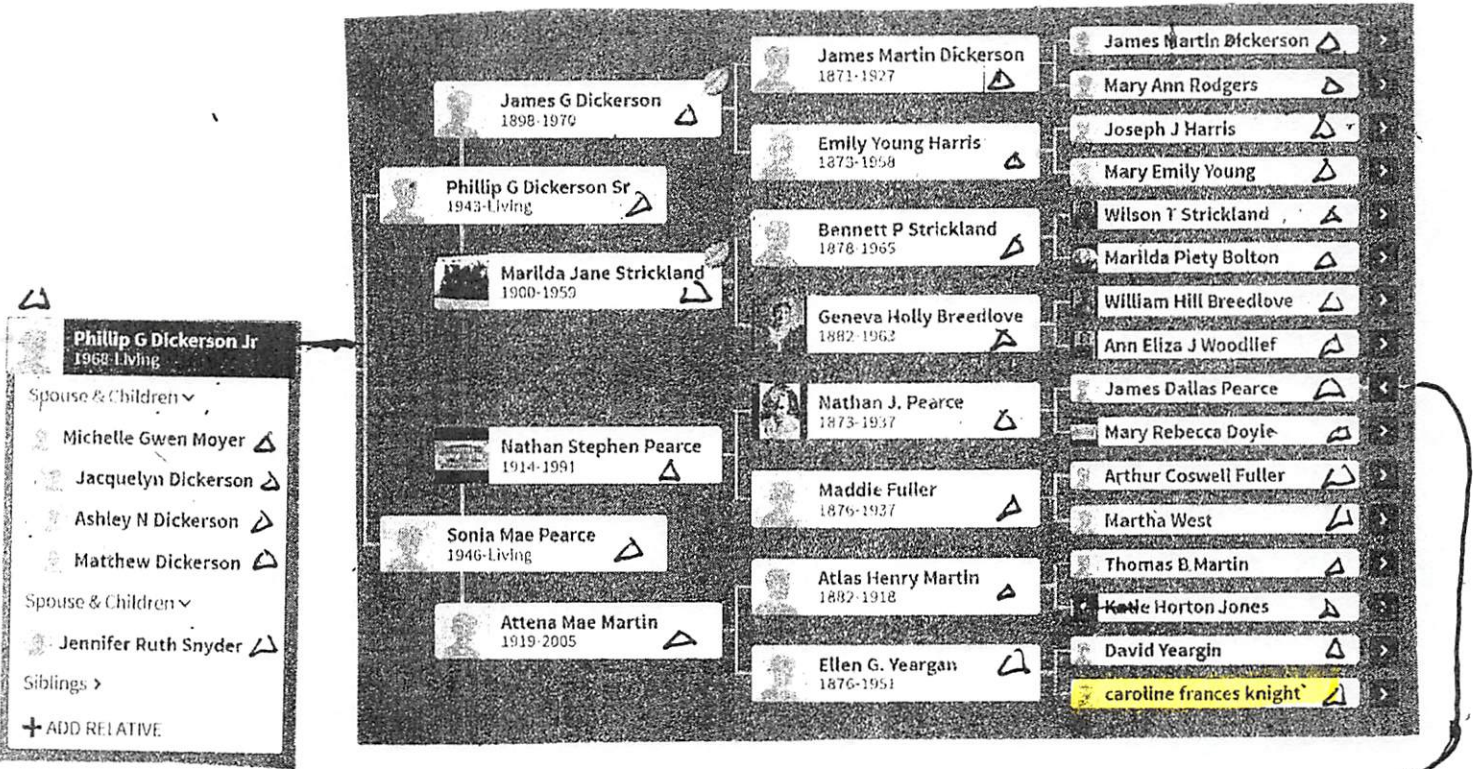 James Martin Dickerson
Mary Ann Rodgers
Joseph J Harris
Mary Emily Young
Wilson T Strickland
Marilda Piety Bolton
William Hill Breedlove
Ann Eliza J Woodlief
James Dallas Pearce
Mary Rebecca Doyle
Arthur Coswell Fuller
Martha West
Thomas B Martin
Katie Horton Jones
David Yeargin
caroline frances knight
James Martin Dickerson
1871-1927
Emily Young Harris
1873-1958
Bennett P Strickland
1878-1965
Geneva Holly Breedlove
1882-1963
Nathan J. Pearce
1873-1937
Maddie Fuller
1876-1937
Atlas Henry Martin
1882-1918
Ellen G. Yeargan
1876-1951
James G Dickerson
1898-1970
Marilda Jane Strickland
1900-1959
Nathan Stephen Pearce
1914-1991
Attena Mae Martin
1919-2005
Phillip G Dickerson Sr
1943-Living
Sonia Mae Pearce
1946-Living
Phillip G Dickerson Jr
1968-Living
Spouse & Children
Michelle Gwen Moyer
Jacquelyn Dickerson
Ashley N Dickerson
Matthew Dickerson
Spouse & Children
Jennifer Ruth Snyder
Siblings >
+ ADD RELATIVE